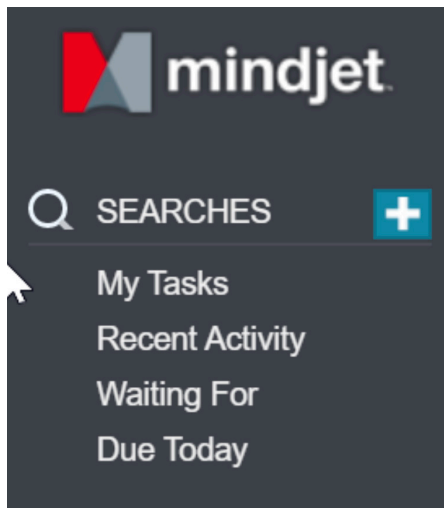 mindjet
SEARCHES
My Tasks
Recent Activity
Waiting For
Due Today